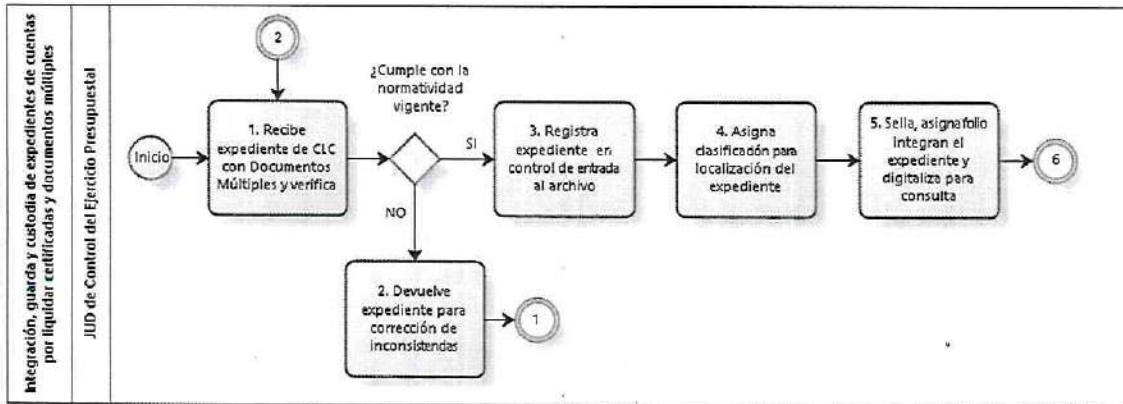 Integración, guarda y custodia de expedientes de cuentas
por liquidar certificadas y documentos múltiples
JUD de Control del Ejercicio Presupuestal
2
¿Cumple con la
normatividad
vigente?
Inicio
1. Recibe
expediente de CLC
con Documentos
Múltiples y verifica
SI
NO
3. Registra
expediente en
control de entrada
al archivo
4. Asigna
clasificación para
localización del
expediente
5. Sella, asigna folio
integran el
expediente y
digitaliza para
consulta
6
2. Devuelve
expediente para
corrección de
inconsistendas
1